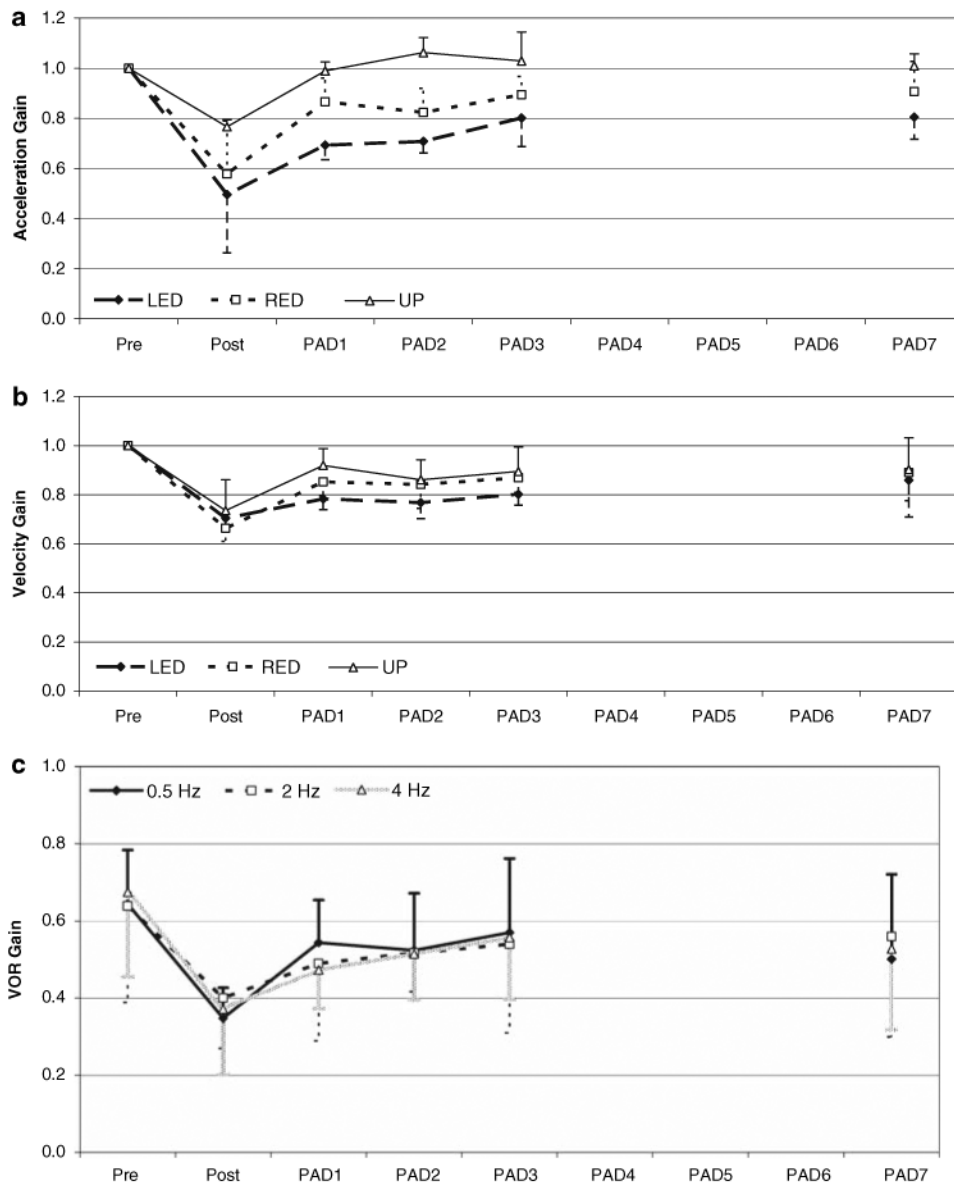 a
1.2
1.0
0.8
0.6
0.4
0.2
0.0
Acceleration Gain
LED RED UP
Pre Post PAD1 PAD2 PAD3 PAD4 PAD5 PAD6 PAD7
b
1.2
1.0
0.8
0.6
0.4
0.2
0.0
Velocity Gain
LED RED UP
Pre Post PAD1 PAD2 PAD3 PAD4 PAD5 PAD6 PAD7
c
1.0
0.8
0.6
0.4
0.2
0.0
VOR Gain
0.5 Hz 2 Hz 4 Hz
Pre Post PAD1 PAD2 PAD3 PAD4 PAD5 PAD6 PAD7